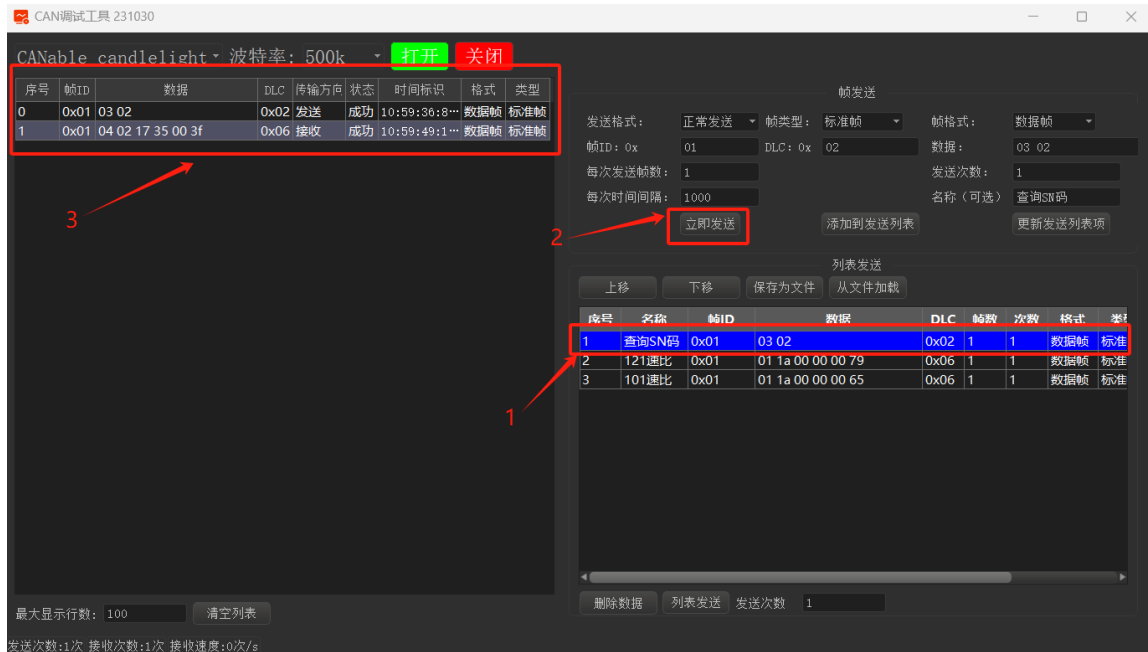 CAN调试工具 231030
CANable candlelight 波特率: 500k 打开 关闭
序号 帧ID 数据 DLC 传输方向 状态 时间标识 格式 类型
0 0x01 03 02 0x02 发送 成功 10:59:36:8··· 数据帧 标准帧
1 0x01 04 02 17 35 00 3f 0x06 接收 成功 10:59:49:1··· 数据帧 标准帧
3
最大显示行数: 100 清空列表
发送次数:1次 接收次数:1次 接收速度:0次/s
帧发送
发送格式: 正常发送 帧类型: 标准帧 帧格式: 数据帧
帧ID: 0x 01 DLC: 0x 02 数据: 03 02
每次发送帧数: 1 发送次数: 1
每次时间间隔: 1000 名称（可选） 查询SN码
2 立即发送 添加到发送列表 更新发送列表项
列表发送
上移 下移 保存为文件 从文件加载
序号 名称 帧ID 数据 DLC 帧数 次数 格式
1 查询SN码 0x01 03 02 0x02 1 1 数据帧 标准
2 121速比 0x01 01 1a 00 00 00 79 0x06 1 1 数据帧 标准
3 101速比 0x01 01 1a 00 00 00 65 0x06 1 1 数据帧 标准
1
删除数据 列表发送 发送次数 1